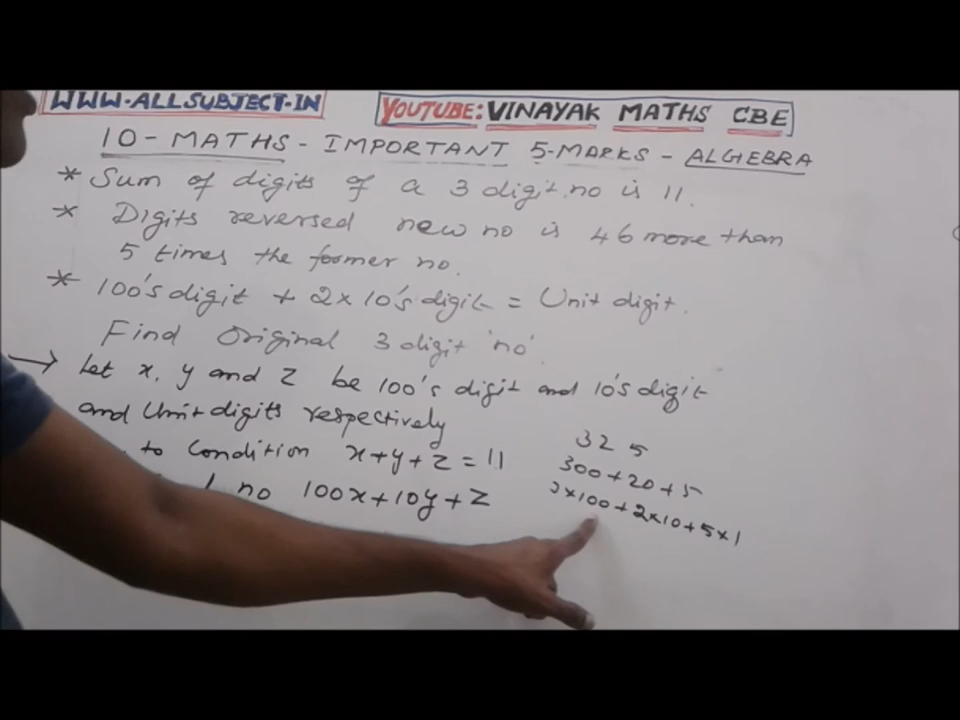 WWW-ALLSUBJECT-IN
YOUTUBE: VINAYAK MATHS CBE
10 - MATHS - IMPORTANT 5-MARKS - ALGEBRA
* Sum of digits of a 3 digit no is 11.
* Digits reversed new no is 46 more than
5 times the former no.
* 100's digit + 2x10's digit = Unit digit.
Find Original 3 digit 'no'.
→ Let x, y and z be 100's digit and 10's digit
and Unit digits respectively
to condition x+y+z = 11
no 100x+10y+z
325
300+20+5
3x100+2x10+5x1